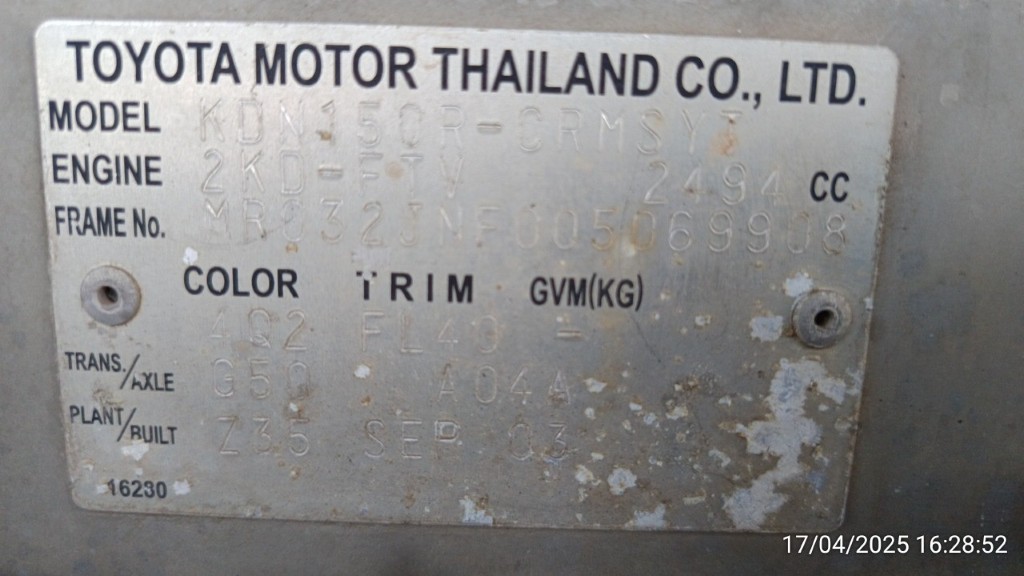 TOYOTA MOTOR THAILAND CO., LTD.
MODEL KDN150R-CRMSYT
ENGINE 2KD-FTV 2494 CC
FRAME No. MR032JNF005069908
COLOR TRIM GVM(KG)
4Q2 FL40 -
TRANS./AXLE G50 A04A
PLANT/BUILT Z35 SEP 03
16230
17/04/2025 16:28:52